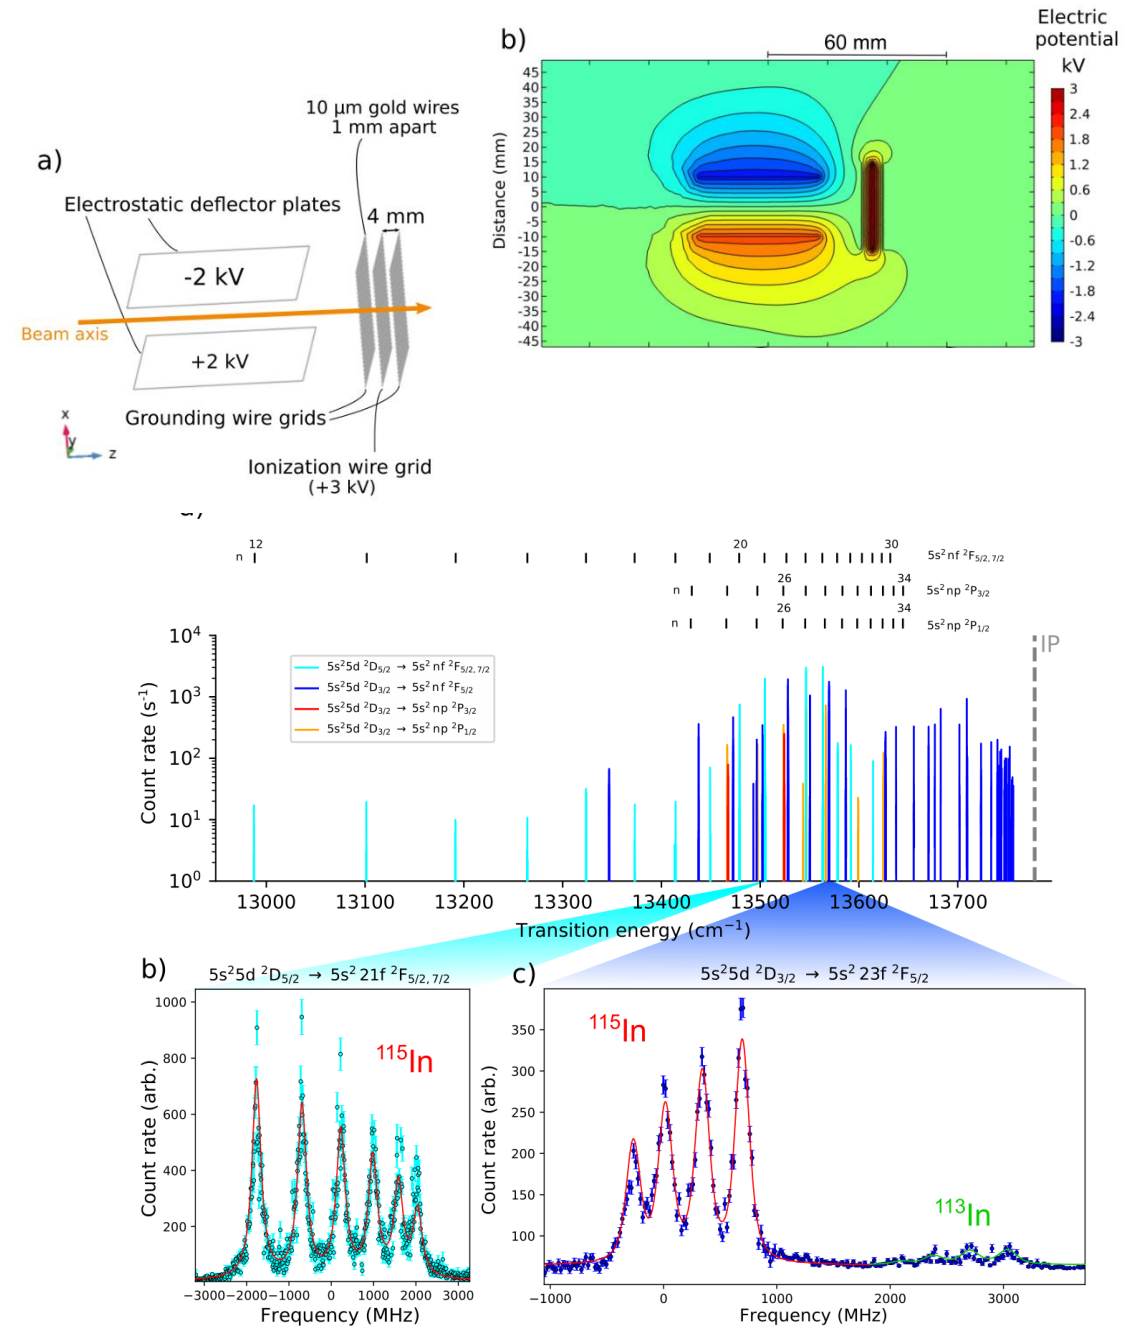 a)
10 μm gold wires
1 mm apart
Electrostatic deflector plates
4 mm
-2 kV
Beam axis
+2 kV
Grounding wire grids
x
y
z
Ionization wire grid
(+3 kV)
b)
60 mm
Electric
potential
kV
Distance (mm)
45
40
35
30
25
20
15
10
5
0
-5
-10
-15
-20
-25
-30
-35
-40
-45
3
2.4
1.8
1.2
0.6
0
-0.6
-1.2
-1.8
-2.4
-3
n 12 20 30 5s² nf ²F5/2,7/2
n 26 34 5s² np ²P3/2
n 26 34 5s² np ²P1/2
IP
5s²5d ²D5/2 → 5s² nf ²F5/2,7/2
5s²5d ²D3/2 → 5s² nf ²F5/2
5s²5d ²D3/2 → 5s² np ²P3/2
5s²5d ²D3/2 → 5s² np ²P1/2
Count rate (s⁻¹)
10⁴
10³
10²
10¹
10⁰
13000 13100 13200 13300 13400 13500 13600 13700
Transition energy (cm⁻¹)
b)
5s²5d ²D5/2 → 5s² 21f ²F5/2,7/2
¹¹⁵In
Count rate (arb.)
1000
800
600
400
200
−3000 −2000 −1000 0 1000 2000 3000
Frequency (MHz)
c)
5s²5d ²D3/2 → 5s² 23f ²F5/2
¹¹⁵In
¹¹³In
Count rate (arb.)
350
300
250
200
150
100
−1000 0 1000 2000 3000
Frequency (MHz)